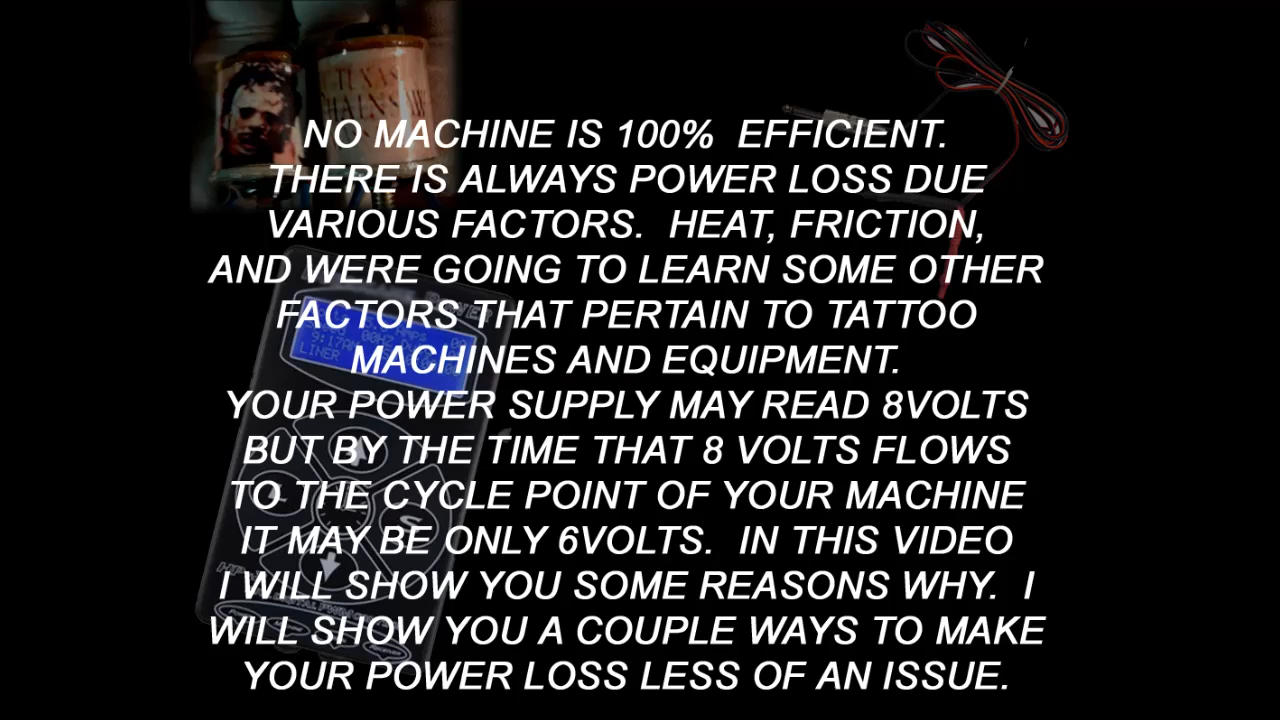 TEXAS
CHAINSAW
NO MACHINE IS 100% EFFICIENT.
THERE IS ALWAYS POWER LOSS DUE
VARIOUS FACTORS. HEAT, FRICTION,
AND WERE GOING TO LEARN SOME OTHER
FACTORS THAT PERTAIN TO TATTOO
MACHINES AND EQUIPMENT.
YOUR POWER SUPPLY MAY READ 8VOLTS
BUT BY THE TIME THAT 8 VOLTS FLOWS
TO THE CYCLE POINT OF YOUR MACHINE
IT MAY BE ONLY 6VOLTS. IN THIS VIDEO
I WILL SHOW YOU SOME REASONS WHY. I
WILL SHOW YOU A COUPLE WAYS TO MAKE
YOUR POWER LOSS LESS OF AN ISSUE.
POWER
LINER